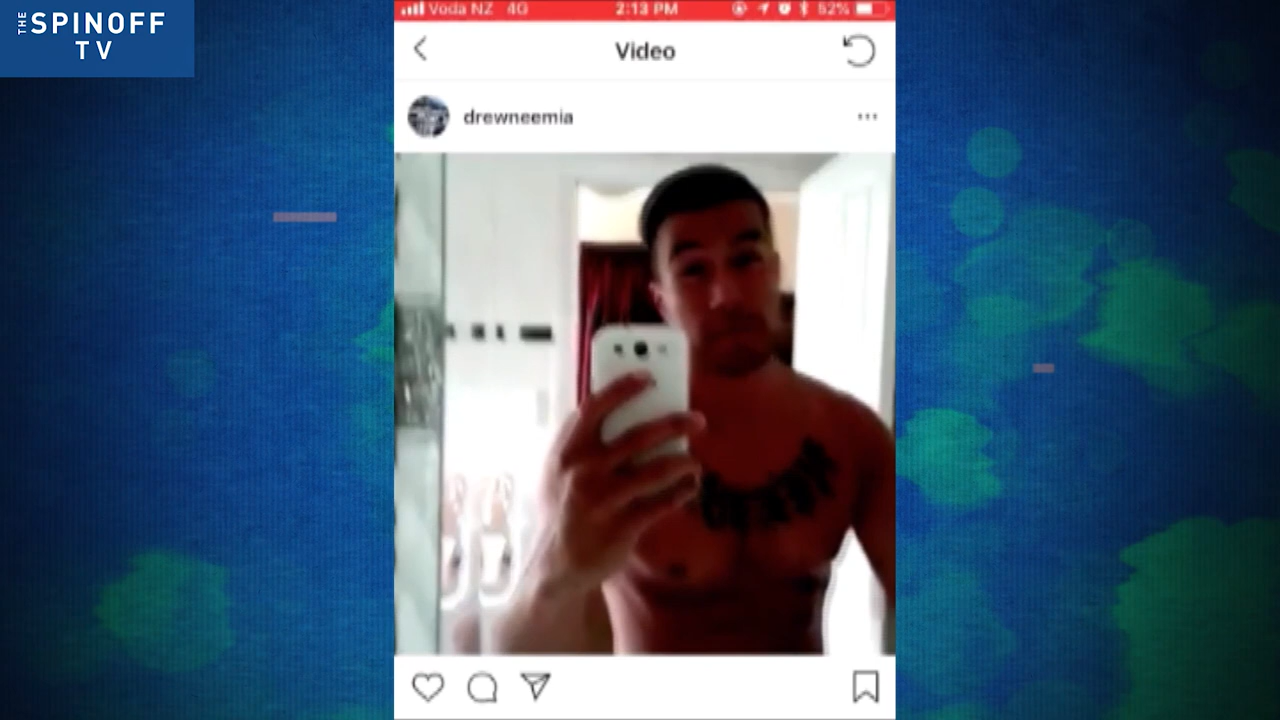 THE SPINOFF
TV
Voda NZ 4G 2:13 PM 52%
Video
drewneemia